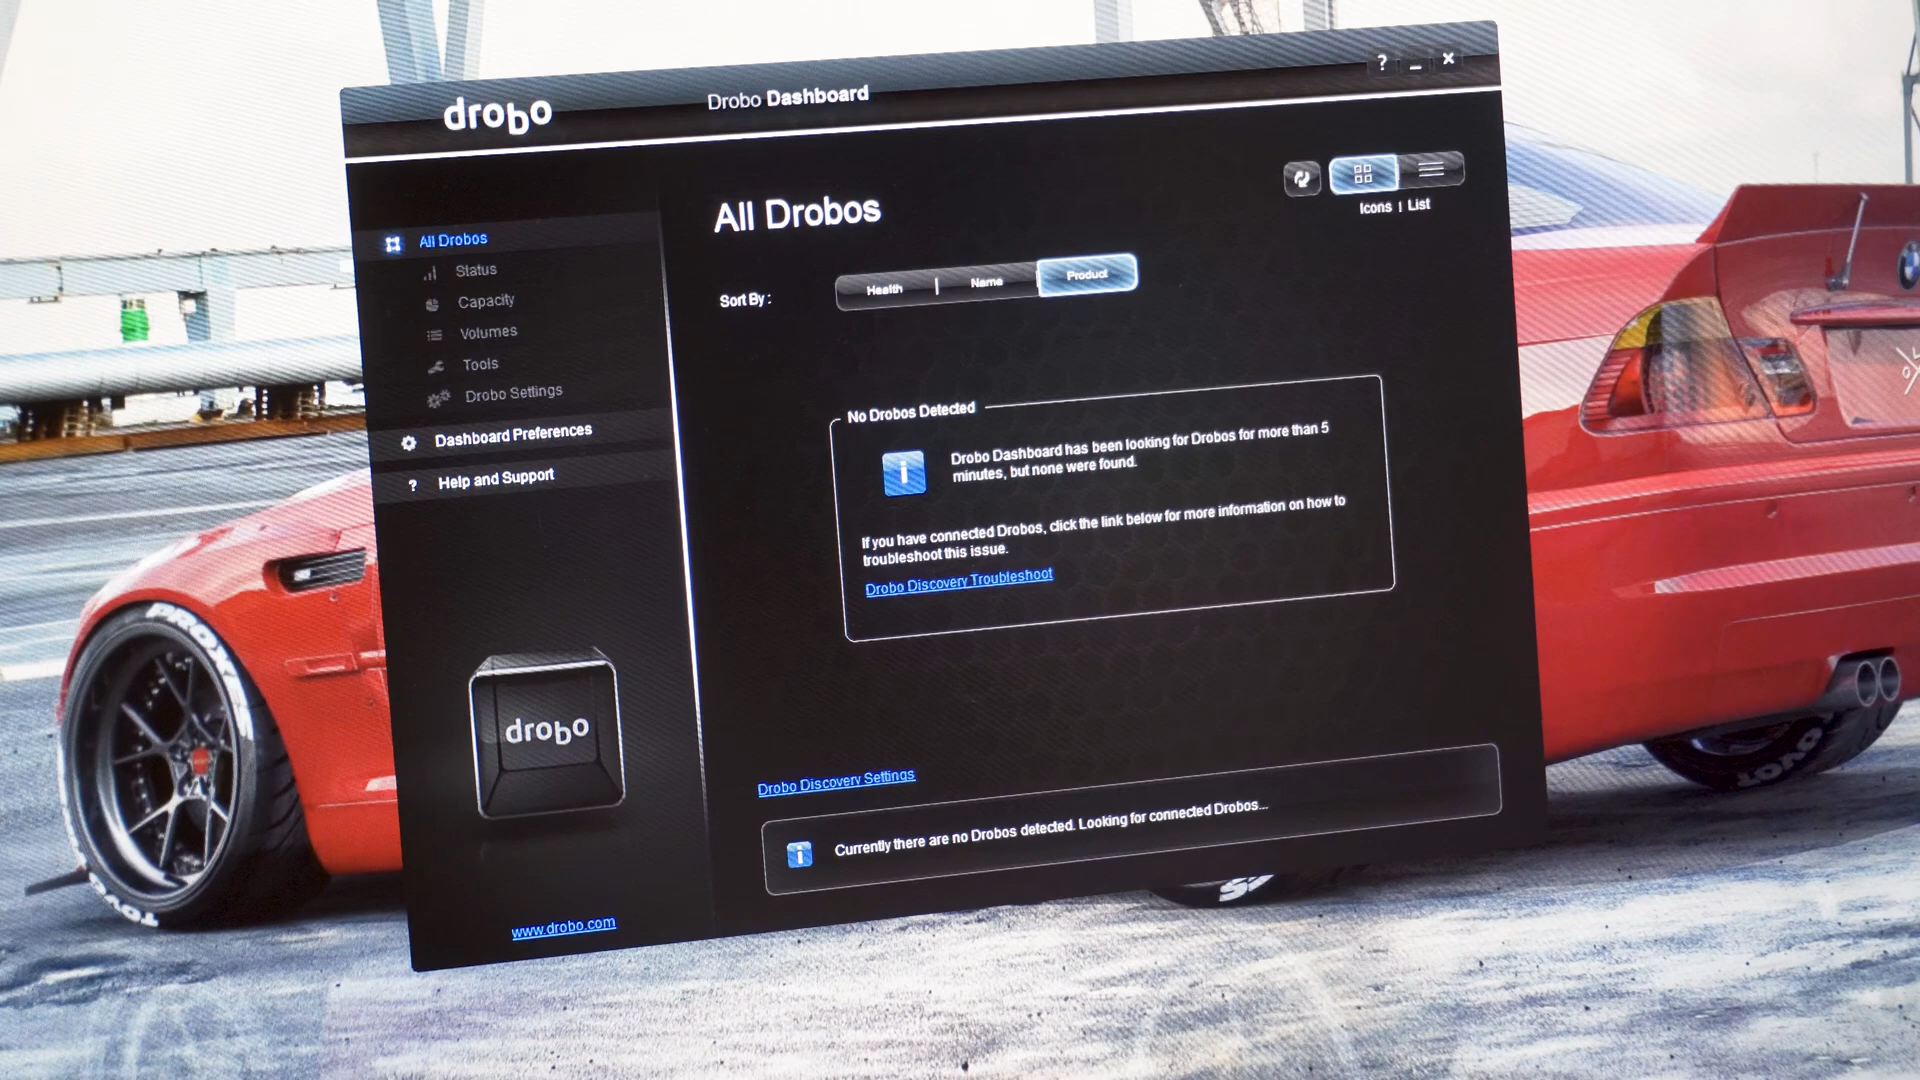 drobo
Drobo Dashboard
? _ x
All Drobos
Status
Capacity
Volumes
Tools
Drobo Settings
Dashboard Preferences
? Help and Support
drobo
www.drobo.com
All Drobos
Icons | List
Sort By :
Health | Name Product
No Drobos Detected
i
Drobo Dashboard has been looking for Drobos for more than 5
minutes, but none were found.
If you have connected Drobos, click the link below for more information on how to
troubleshoot this issue.
Drobo Discovery Troubleshoot
Drobo Discovery Settings
i Currently there are no Drobos detected. Looking for connected Drobos...
PROXES
TOYO
TOYO